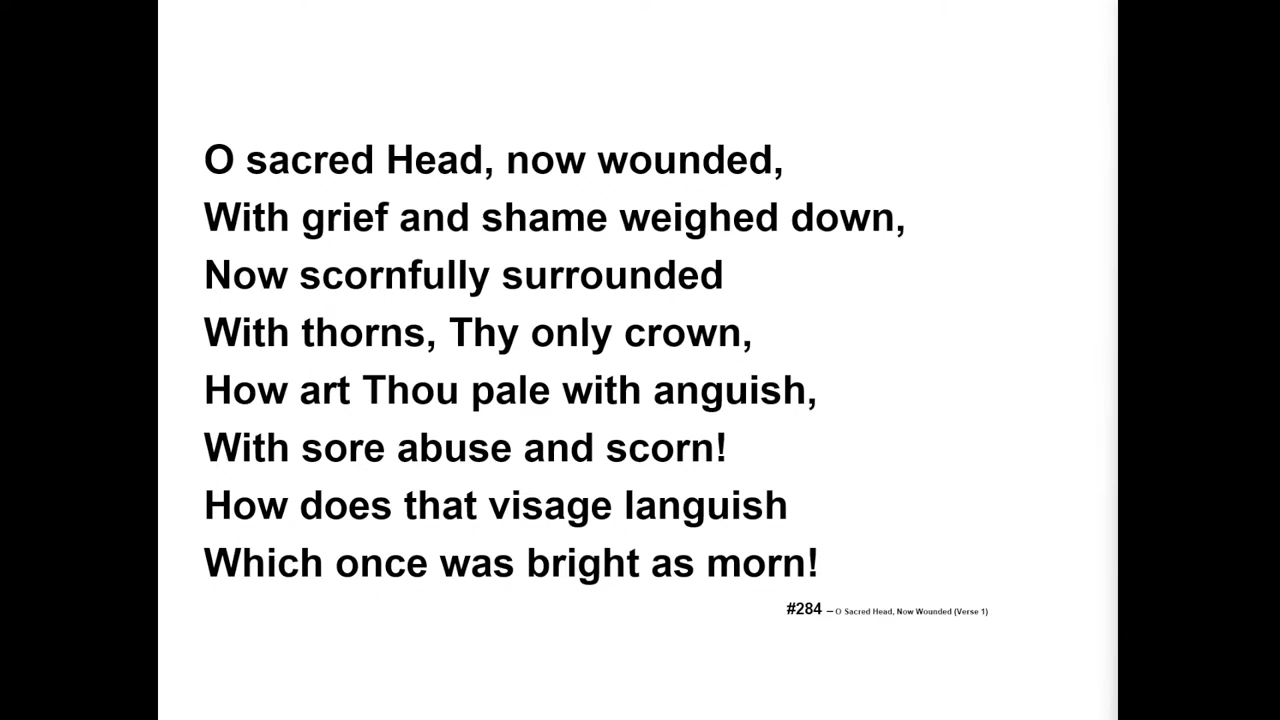 O sacred Head, now wounded,
With grief and shame weighed down,
Now scornfully surrounded
With thorns, Thy only crown,
How art Thou pale with anguish,
With sore abuse and scorn!
How does that visage languish
Which once was bright as morn!
#284 – O Sacred Head, Now Wounded (Verse 1)